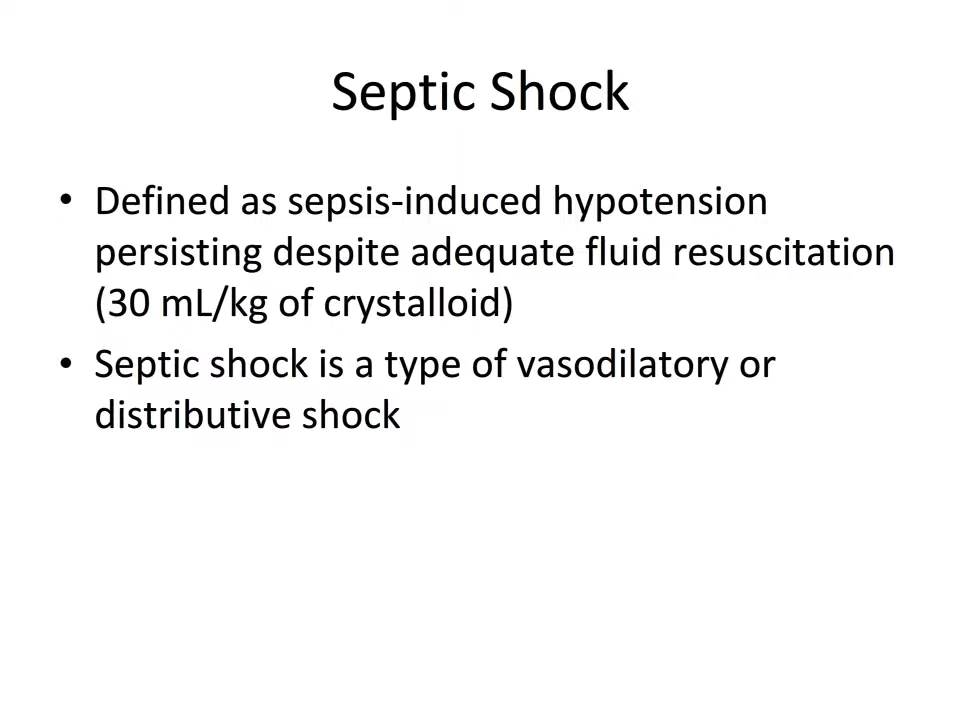 Septic Shock
• Defined as sepsis-induced hypotension
persisting despite adequate fluid resuscitation
(30 mL/kg of crystalloid)
• Septic shock is a type of vasodilatory or
distributive shock